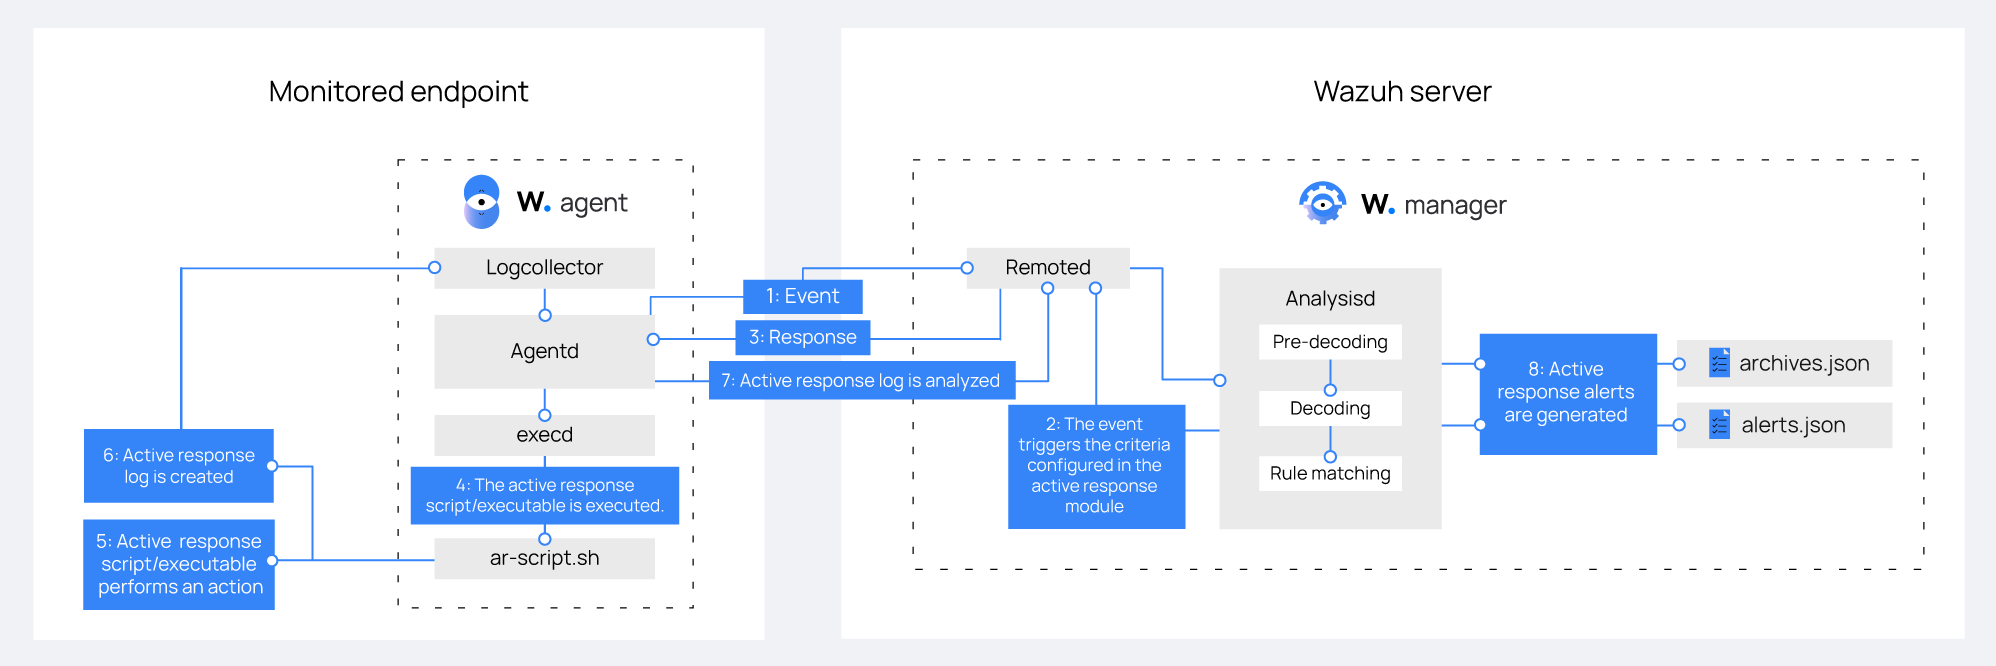 Monitored endpoint
W. agent
Logcollector
Agentd
execd
4: The active response
script/executable is executed.
ar-script.sh
6: Active response
log is created
5: Active  response
script/executable
performs an action
1: Event
3: Response
7: Active response log is analyzed
Wazuh server
W. manager
Remoted
2: The event
triggers the criteria
configured in the
active response
module
Analysisd
Pre-decoding
Decoding
Rule matching
8: Active
response alerts
are generated
archives.json
alerts.json